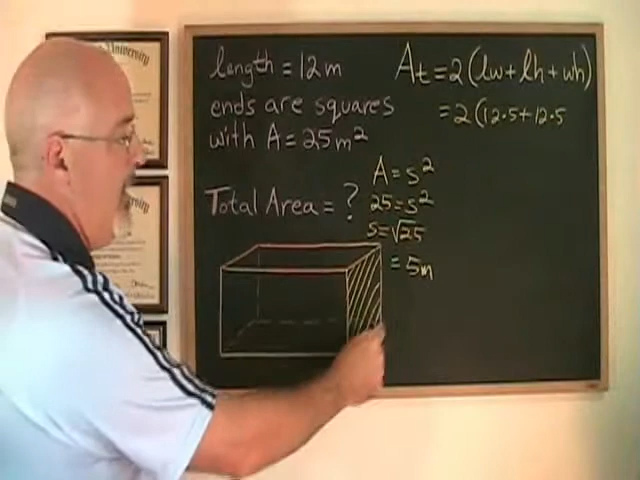 length = 12m
ends are squares
with A = 25m²
Total Area = ?
At = 2(lw + lh + wh)
= 2(12·5 + 12·5
A = s²
25 = s²
s = √25
= 5m
University